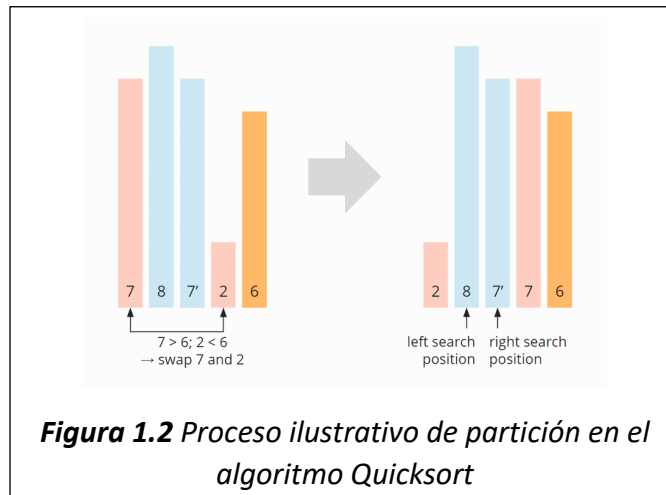 7 8 7' 2 6
7 > 6; 2 < 6
→ swap 7 and 2
2 8 7' 7 6
left search right search
position position
Figura 1.2 Proceso ilustrativo de partición en el
algoritmo Quicksort